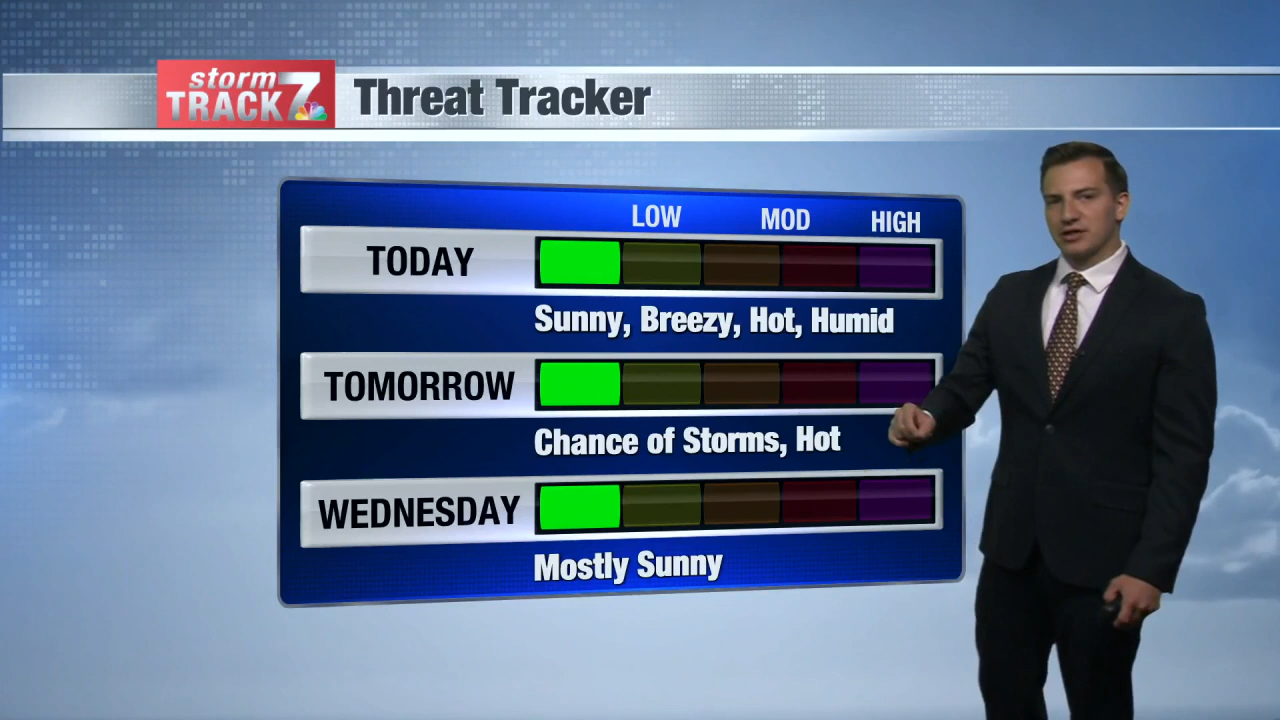 storm
TRACK 7
Threat Tracker
LOW MOD HIGH
TODAY
Sunny, Breezy, Hot, Humid
TOMORROW
Chance of Storms, Hot
WEDNESDAY
Mostly Sunny